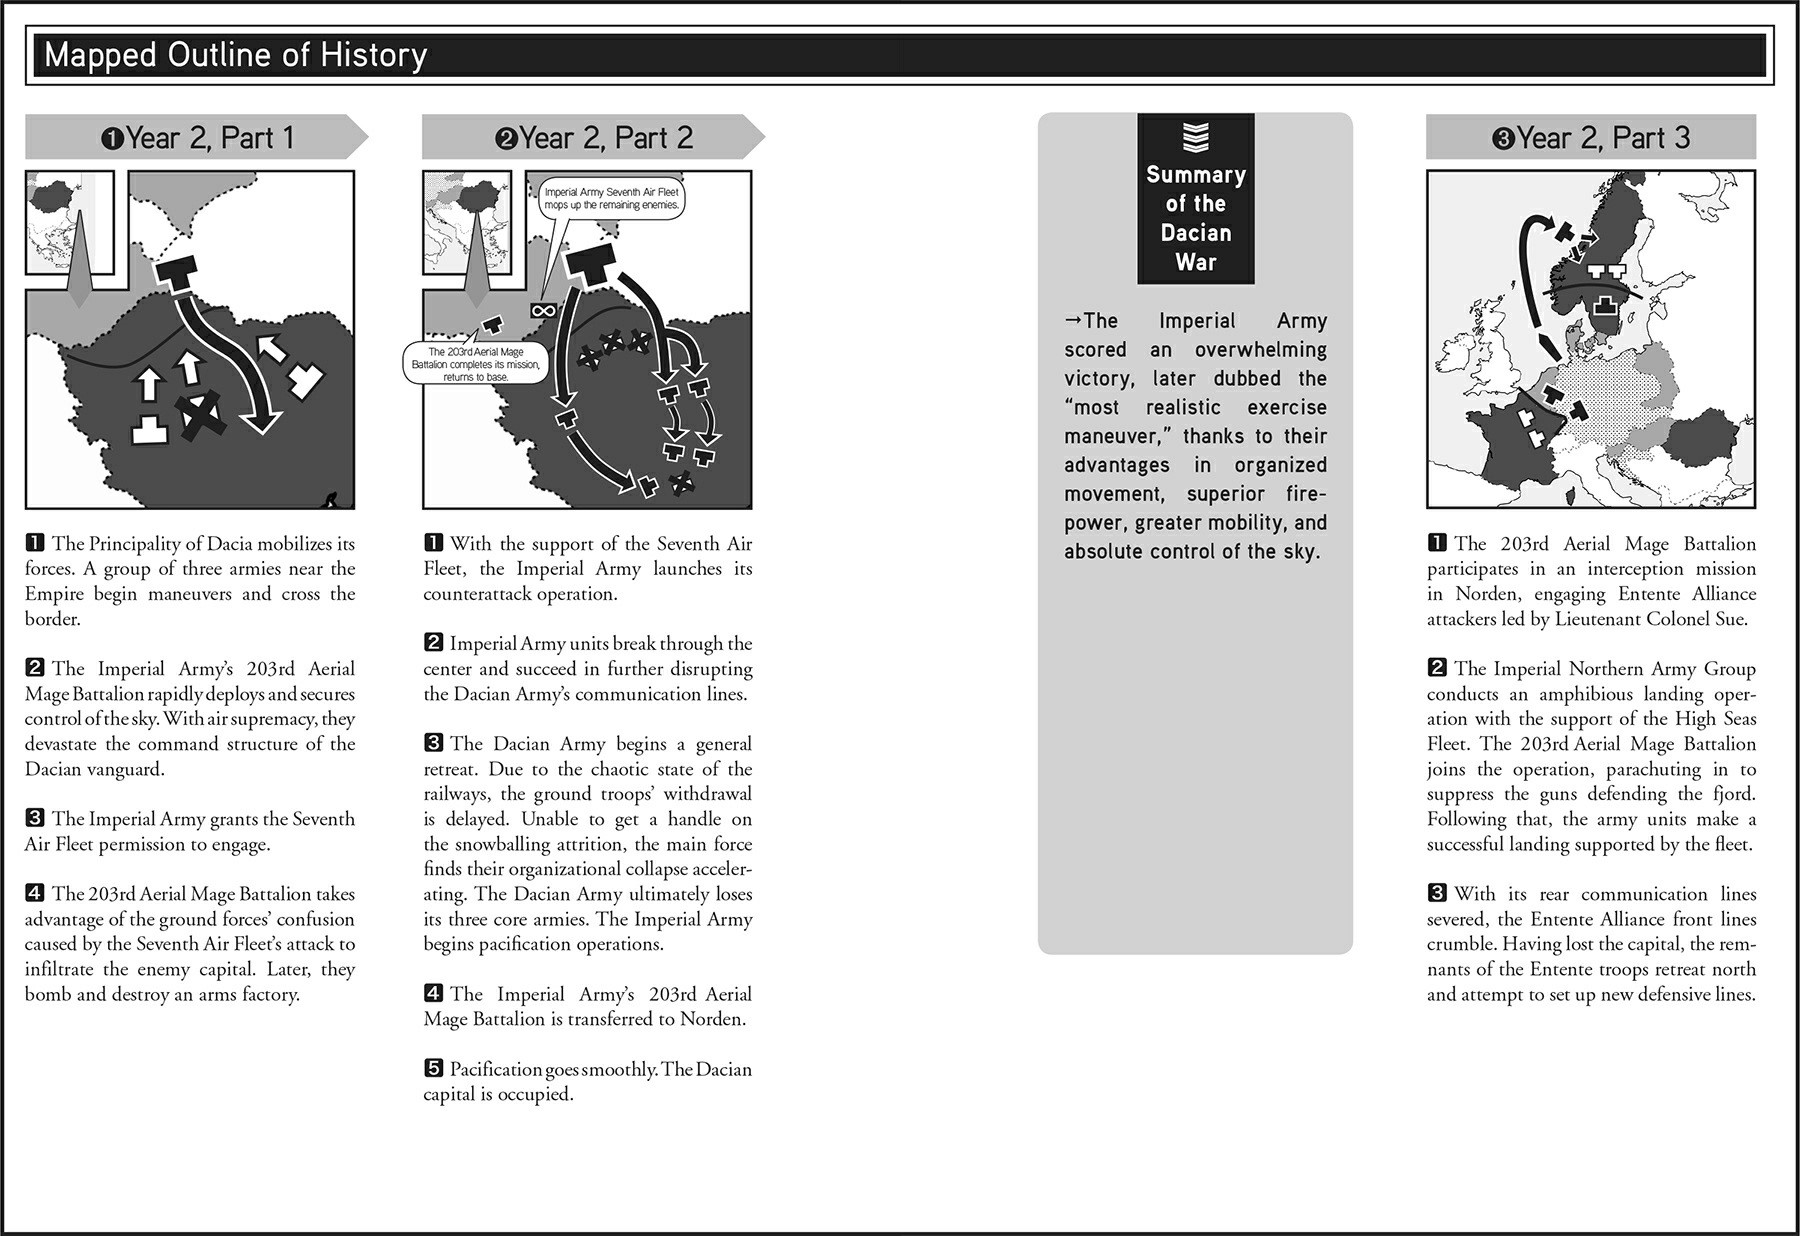 Mapped Outline of History
❶Year 2, Part 1
1 The Principality of Dacia mobilizes its
forces. A group of three armies near the
Empire begin maneuvers and cross the
border.
2 The Imperial Army’s 203rd Aerial
Mage Battalion rapidly deploys and secures
control of the sky. With air supremacy, they
devastate the command structure of the
Dacian vanguard.
3 The Imperial Army grants the Seventh
Air Fleet permission to engage.
4 The 203rd Aerial Mage Battalion takes
advantage of the ground forces’ confusion
caused by the Seventh Air Fleet’s attack to
infiltrate the enemy capital. Later, they
bomb and destroy an arms factory.
❷Year 2, Part 2
Imperial Army Seventh Air Fleet
mops up the remaining enemies.
The 203rd Aerial Mage
Battalion completes its mission,
returns to base.
1 With the support of the Seventh Air
Fleet, the Imperial Army launches its
counterattack operation.
2 Imperial Army units break through the
center and succeed in further disrupting
the Dacian Army’s communication lines.
3 The Dacian Army begins a general
retreat. Due to the chaotic state of the
railways, the ground troops’ withdrawal
is delayed. Unable to get a handle on
the snowballing attrition, the main force
finds their organizational collapse acceler-
ating. The Dacian Army ultimately loses
its three core armies. The Imperial Army
begins pacification operations.
4 The Imperial Army’s 203rd Aerial
Mage Battalion is transferred to Norden.
5 Pacification goes smoothly. The Dacian
capital is occupied.
Summary
of the
Dacian
War
→The Imperial Army
scored an overwhelming
victory, later dubbed the
“most realistic exercise
maneuver,” thanks to their
advantages in organized
movement, superior fire-
power, greater mobility, and
absolute control of the sky.
❸Year 2, Part 3
1 The 203rd Aerial Mage Battalion
participates in an interception mission
in Norden, engaging Entente Alliance
attackers led by Lieutenant Colonel Sue.
2 The Imperial Northern Army Group
conducts an amphibious landing oper-
ation with the support of the High Seas
Fleet. The 203rd Aerial Mage Battalion
joins the operation, parachuting in to
suppress the guns defending the fjord.
Following that, the army units make a
successful landing supported by the fleet.
3 With its rear communication lines
severed, the Entente Alliance front lines
crumble. Having lost the capital, the rem-
nants of the Entente troops retreat north
and attempt to set up new defensive lines.